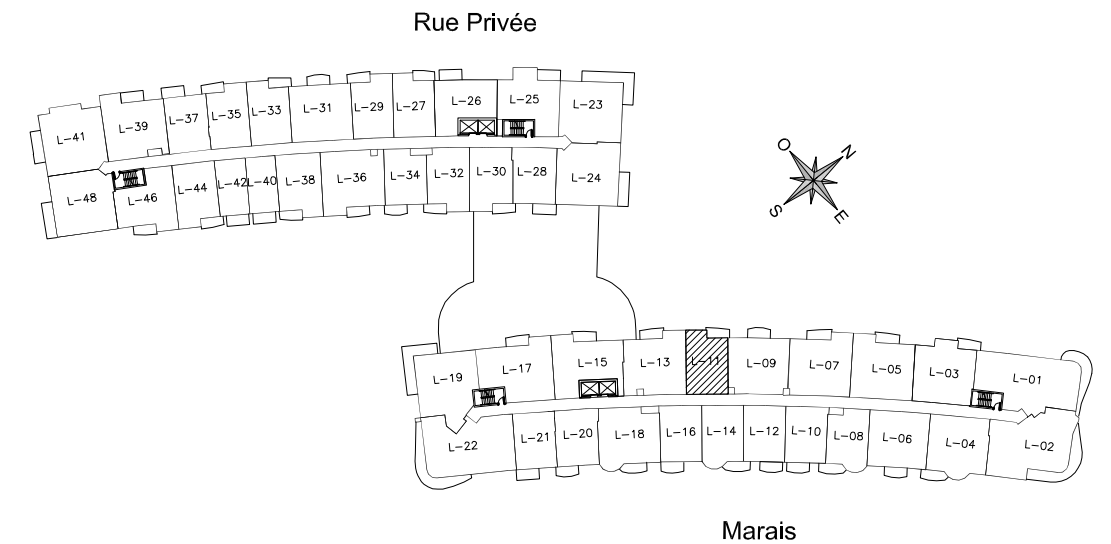 Rue Privée
L-41 L-39 L-37 L-35 L-33 L-31 L-29 L-27 L-26 L-25 L-23
L-48 L-46 L-44 L-42 L-40 L-38 L-36 L-34 L-32 L-30 L-28 L-24
O N
S E
L-19 L-17 L-15 L-13 L-11 L-09 L-07 L-05 L-03 L-01
L-22 L-21 L-20 L-18 L-16 L-14 L-12 L-10 L-08 L-06 L-04 L-02
Marais